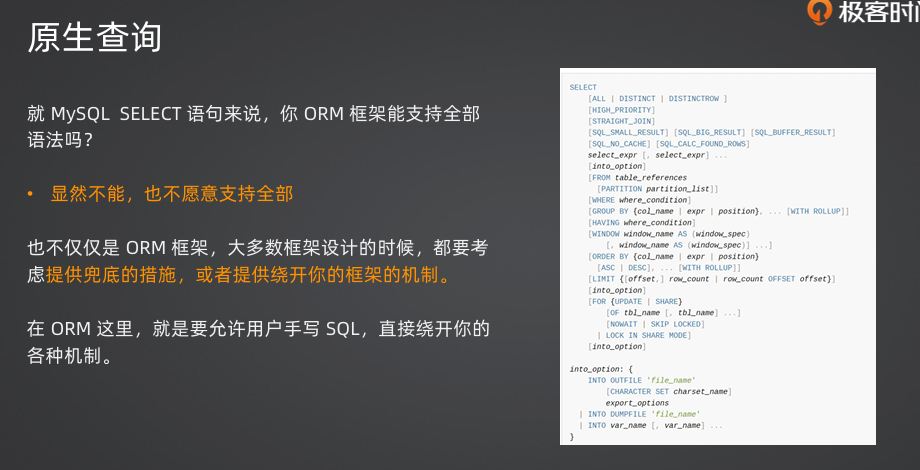 原生查询
极客时间
就 MySQL SELECT 语句来说，你 ORM 框架能支持全部
语法吗？
• 显然不能，也不愿意支持全部
也不仅仅是 ORM 框架，大多数框架设计的时候，都要考
虑提供兜底的措施，或者提供绕开你的框架的机制。
在 ORM 这里，就是要允许用户手写 SQL，直接绕开你的
各种机制。
SELECT
[ALL | DISTINCT | DISTINCTROW ]
[HIGH_PRIORITY]
[STRAIGHT_JOIN]
[SQL_SMALL_RESULT] [SQL_BIG_RESULT] [SQL_BUFFER_RESULT]
[SQL_NO_CACHE] [SQL_CALC_FOUND_ROWS]
select_expr [, select_expr] ...
[into_option]
[FROM table_references
[PARTITION partition_list]]
[WHERE where_condition]
[GROUP BY {col_name | expr | position}, ... [WITH ROLLUP]]
[HAVING where_condition]
[WINDOW window_name AS (window_spec)
[, window_name AS (window_spec)] ...]
[ORDER BY {col_name | expr | position}
[ASC | DESC], ... [WITH ROLLUP]]
[LIMIT {[offset,] row_count | row_count OFFSET offset}]
[into_option]
[FOR {UPDATE | SHARE}
[OF tbl_name [, tbl_name] ...]
[NOWAIT | SKIP LOCKED]
| LOCK IN SHARE MODE]
[into_option]
into_option: {
INTO OUTFILE 'file_name'
[CHARACTER SET charset_name]
export_options
| INTO DUMPFILE 'file_name'
| INTO var_name [, var_name] ...
}